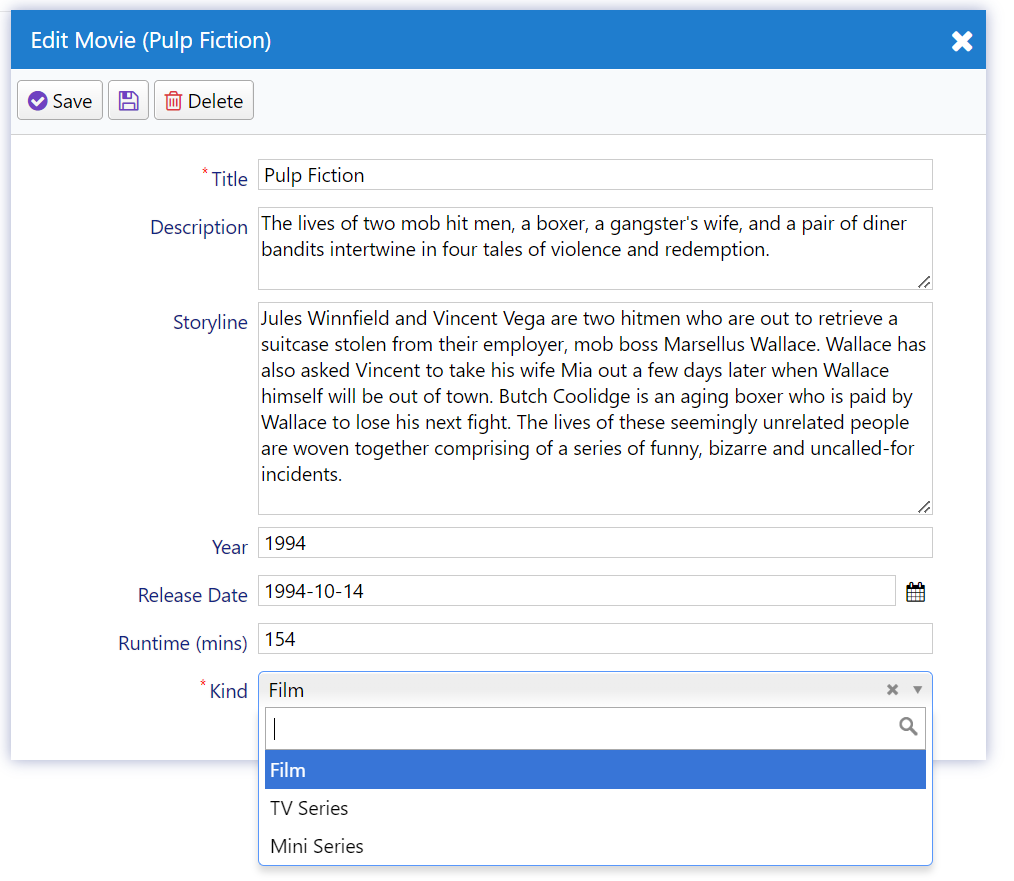 Edit Movie (Pulp Fiction)
Save
Delete
* Title
Pulp Fiction
Description
The lives of two mob hit men, a boxer, a gangster's wife, and a pair of diner
bandits intertwine in four tales of violence and redemption.
Storyline
Jules Winnfield and Vincent Vega are two hitmen who are out to retrieve a
suitcase stolen from their employer, mob boss Marsellus Wallace. Wallace has
also asked Vincent to take his wife Mia out a few days later when Wallace
himself will be out of town. Butch Coolidge is an aging boxer who is paid by
Wallace to lose his next fight. The lives of these seemingly unrelated people
are woven together comprising of a series of funny, bizarre and uncalled-for
incidents.
Year
1994
Release Date
1994-10-14
Runtime (mins)
154
* Kind
Film
Film
TV Series
Mini Series